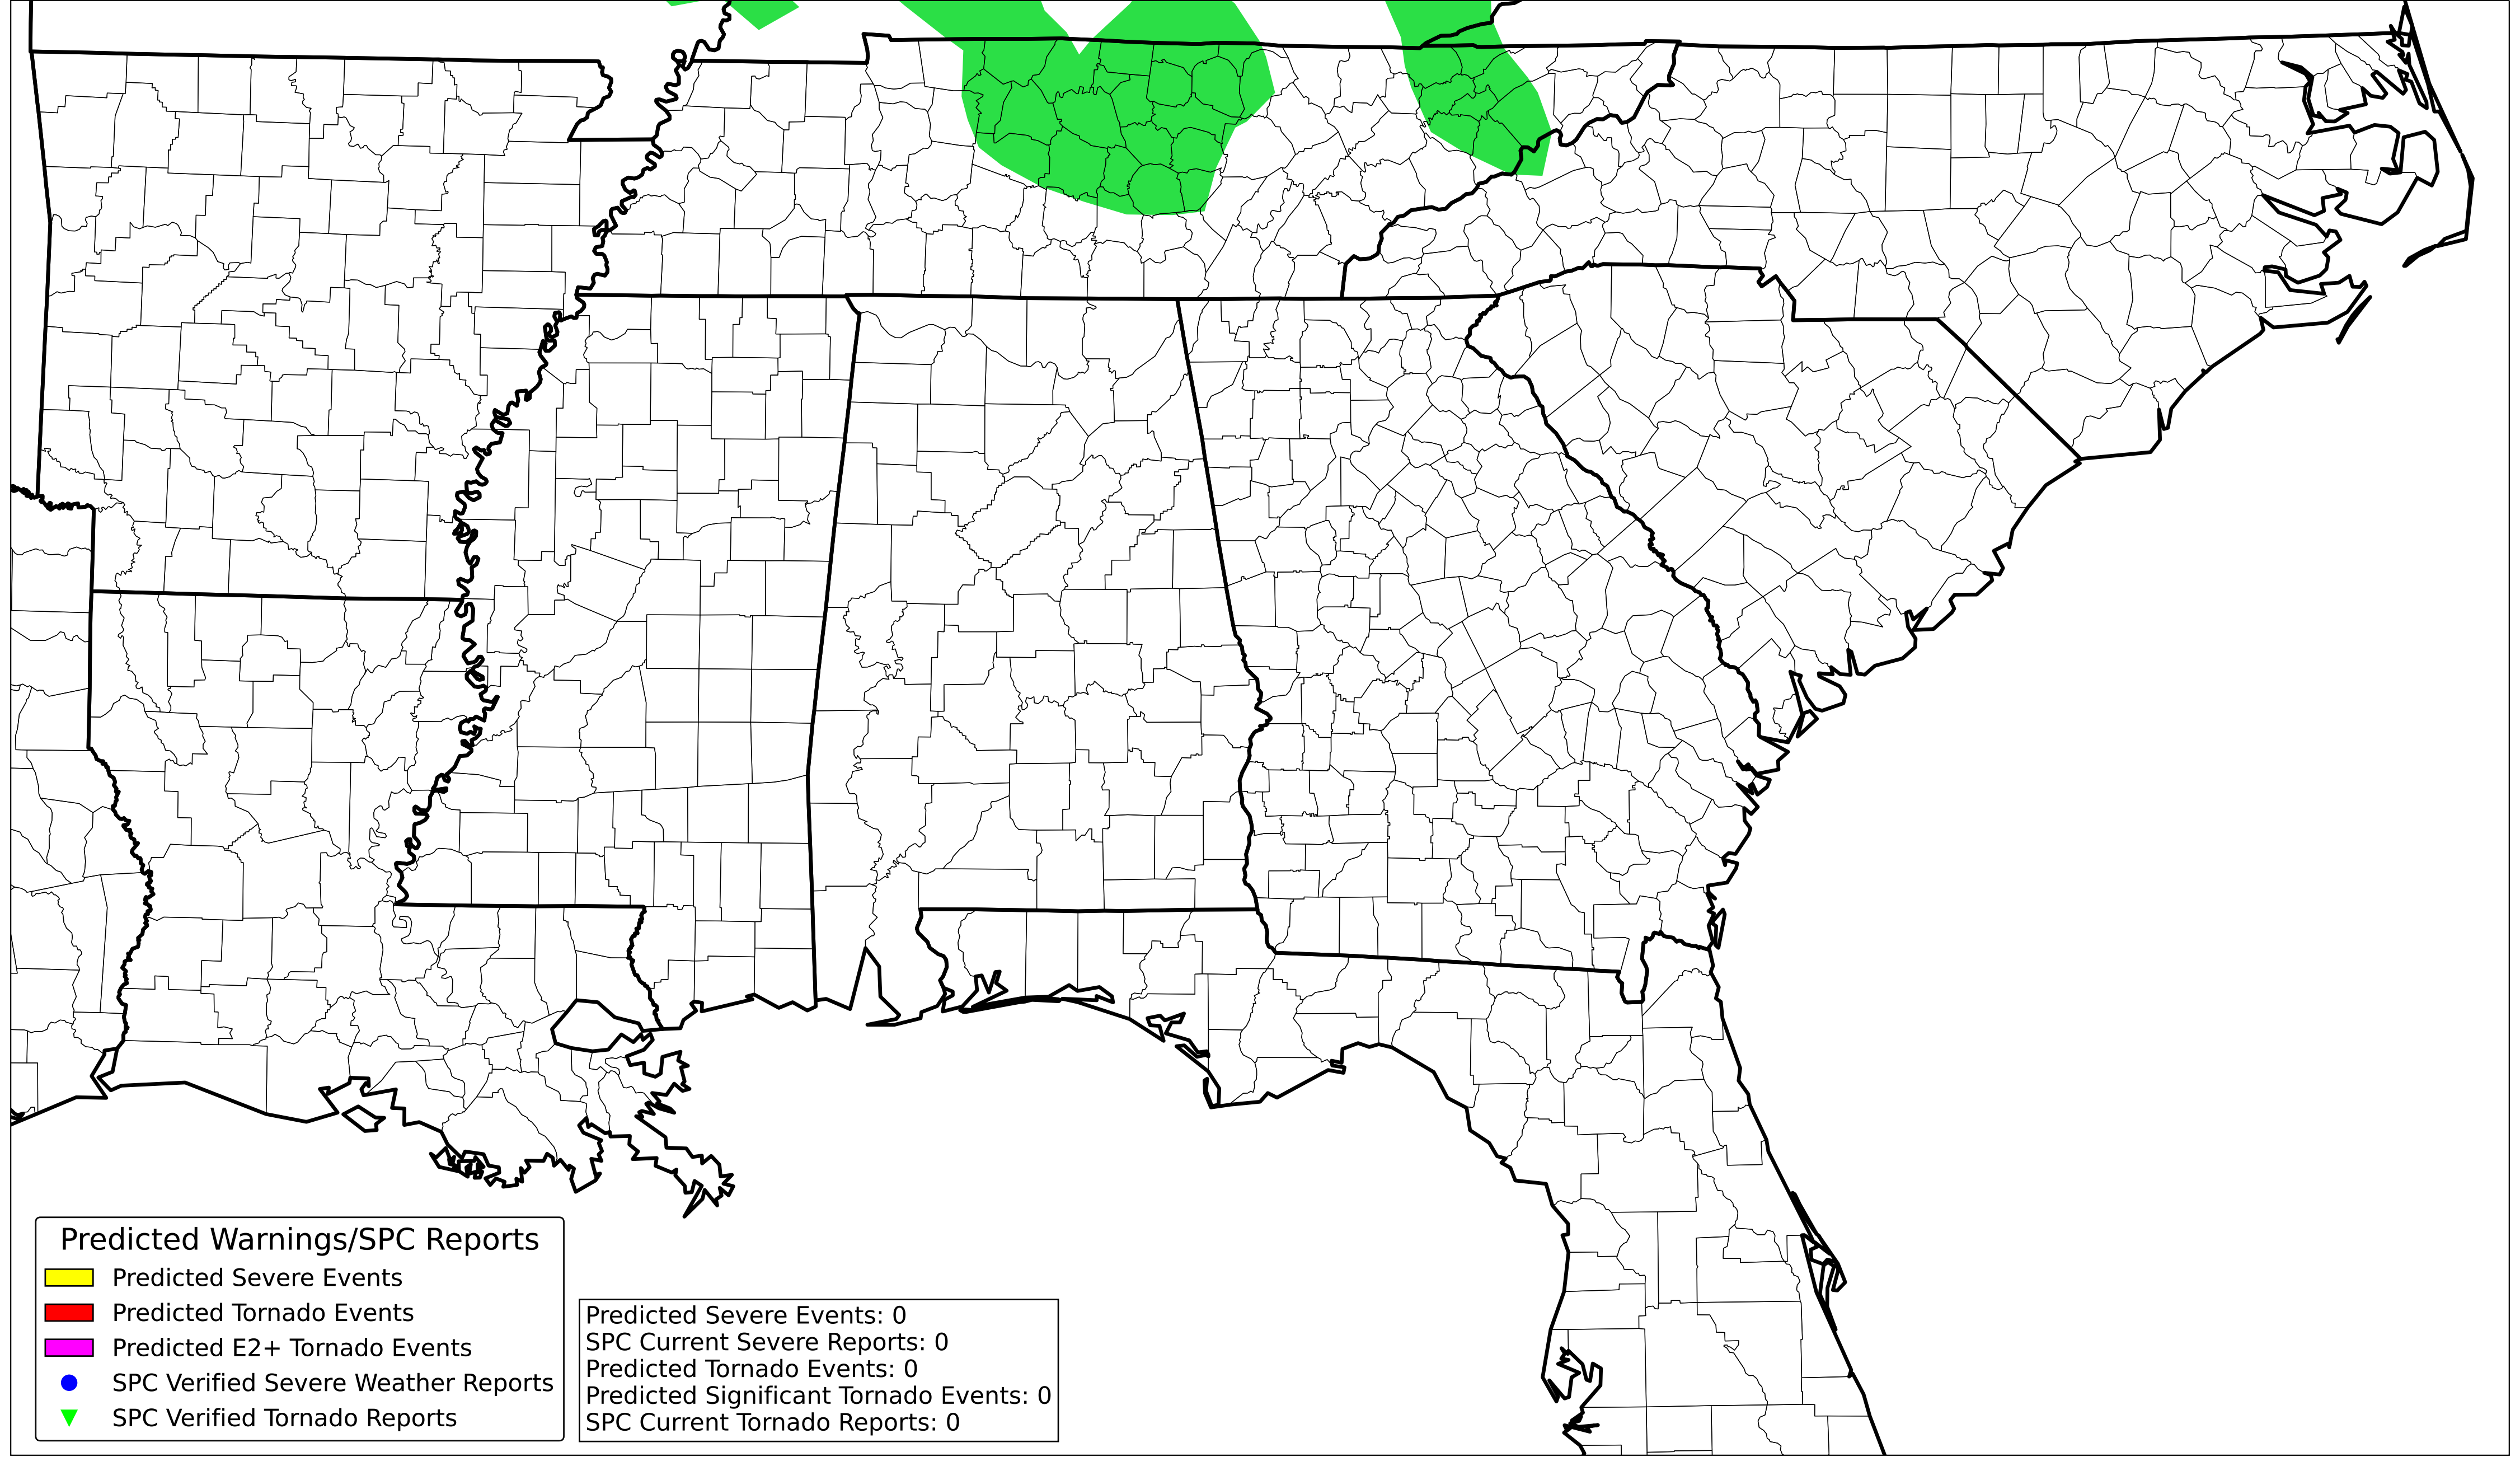 Predicted Warnings/SPC Reports
Predicted Severe Events
Predicted Tornado Events
Predicted E2+ Tornado Events
SPC Verified Severe Weather Reports
SPC Verified Tornado Reports
Predicted Severe Events: 0
SPC Current Severe Reports: 0
Predicted Tornado Events: 0
Predicted Significant Tornado Events: 0
SPC Current Tornado Reports: 0